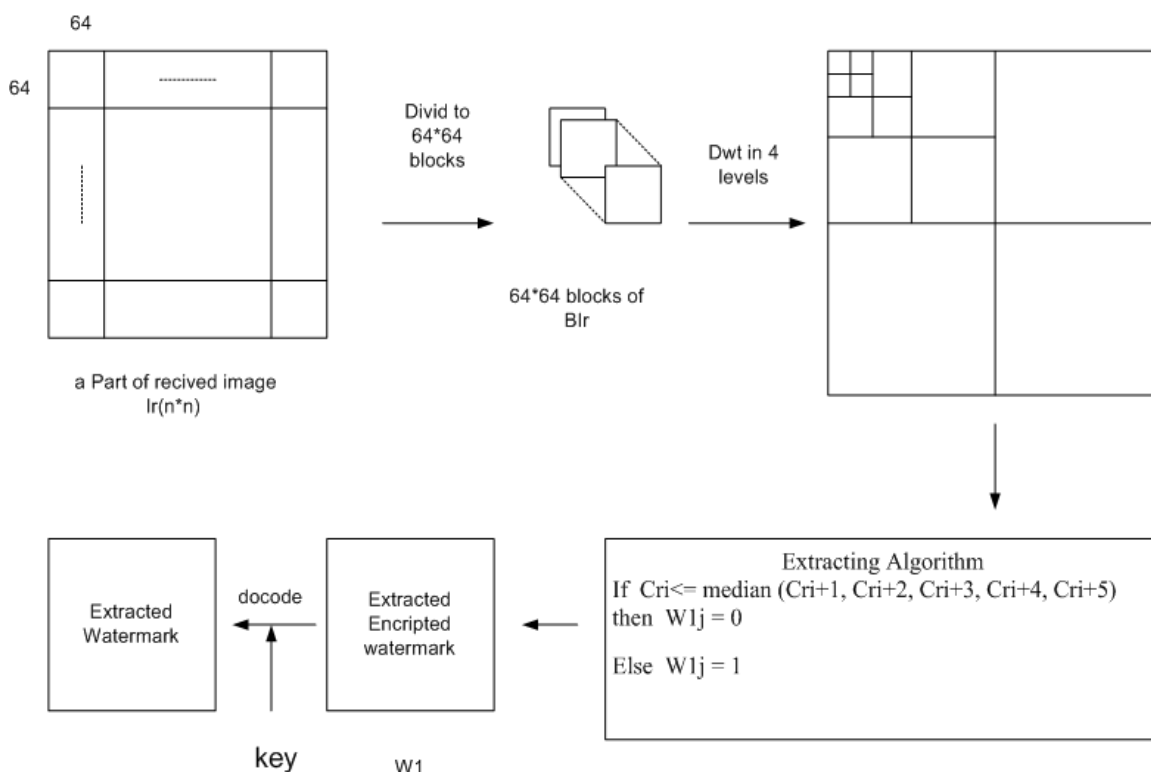 64
64
Divid to
64*64
blocks
Dwt in 4
levels
64*64 blocks of
BIr
a Part of recived image
Ir(n*n)
Extracting Algorithm
If Cri<= median (Cri+1, Cri+2, Cri+3, Cri+4, Cri+5)
then W1j = 0
Else W1j = 1
Extracted
Encripted
watermark
W1
docode
key
Extracted
Watermark